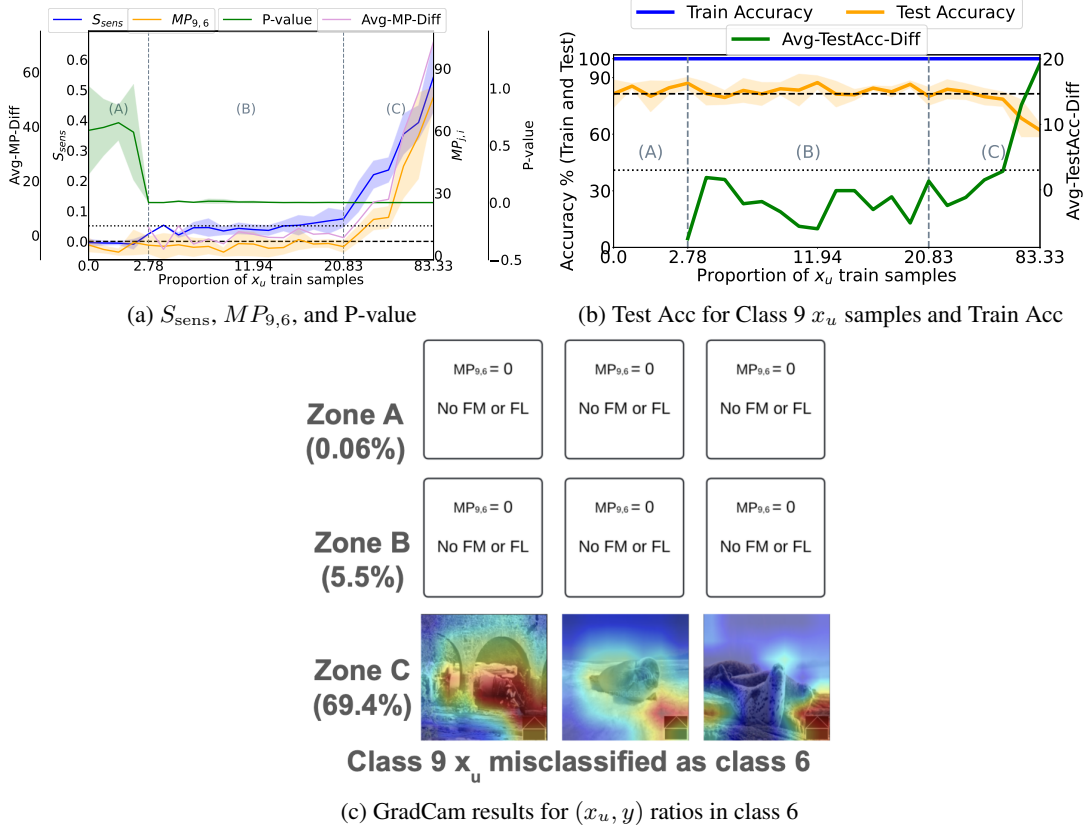 S_sens MP_9,6 P-value Avg-MP-Diff
Avg-MP-Diff
60
40
20
0
S_sens
0.6
0.5
0.4
0.3
0.2
0.1
0.0
(A) (B) (C)
90
60
30
0
MP_j,i
1.0
0.5
0.0
−0.5
P-value
0.0 2.78 11.94 20.83 83.33
Proportion of x_u train samples
(a) S_sens, MP_9,6, and P-value
Train Accuracy Test Accuracy
Avg-TestAcc-Diff
Accuracy % (Train and Test)
100
90
60
30
0
(A) (B) (C)
20
10
0
Avg-TestAcc-Diff
0.0 2.78 11.94 20.83 83.33
Proportion of x_u train samples
(b) Test Acc for Class 9 x_u samples and Train Acc
Zone A
(0.06%)
MP_9,6 = 0 MP_9,6 = 0 MP_9,6 = 0
No FM or FL No FM or FL No FM or FL
Zone B
(5.5%)
MP_9,6 = 0 MP_9,6 = 0 MP_9,6 = 0
No FM or FL No FM or FL No FM or FL
Zone C
(69.4%)
Class 9 x_u misclassified as class 6
(c) GradCam results for (x_u, y) ratios in class 6